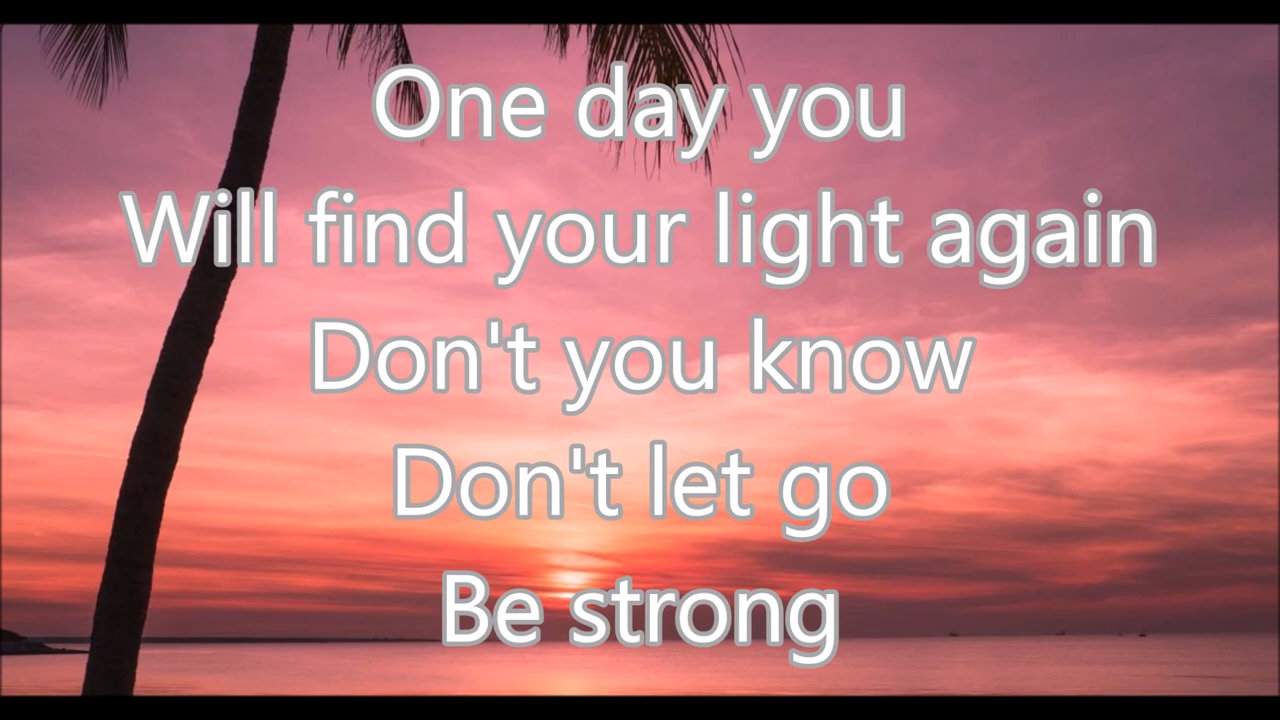 One day you
Will find your light again
Don't you know
Don't let go
Be strong